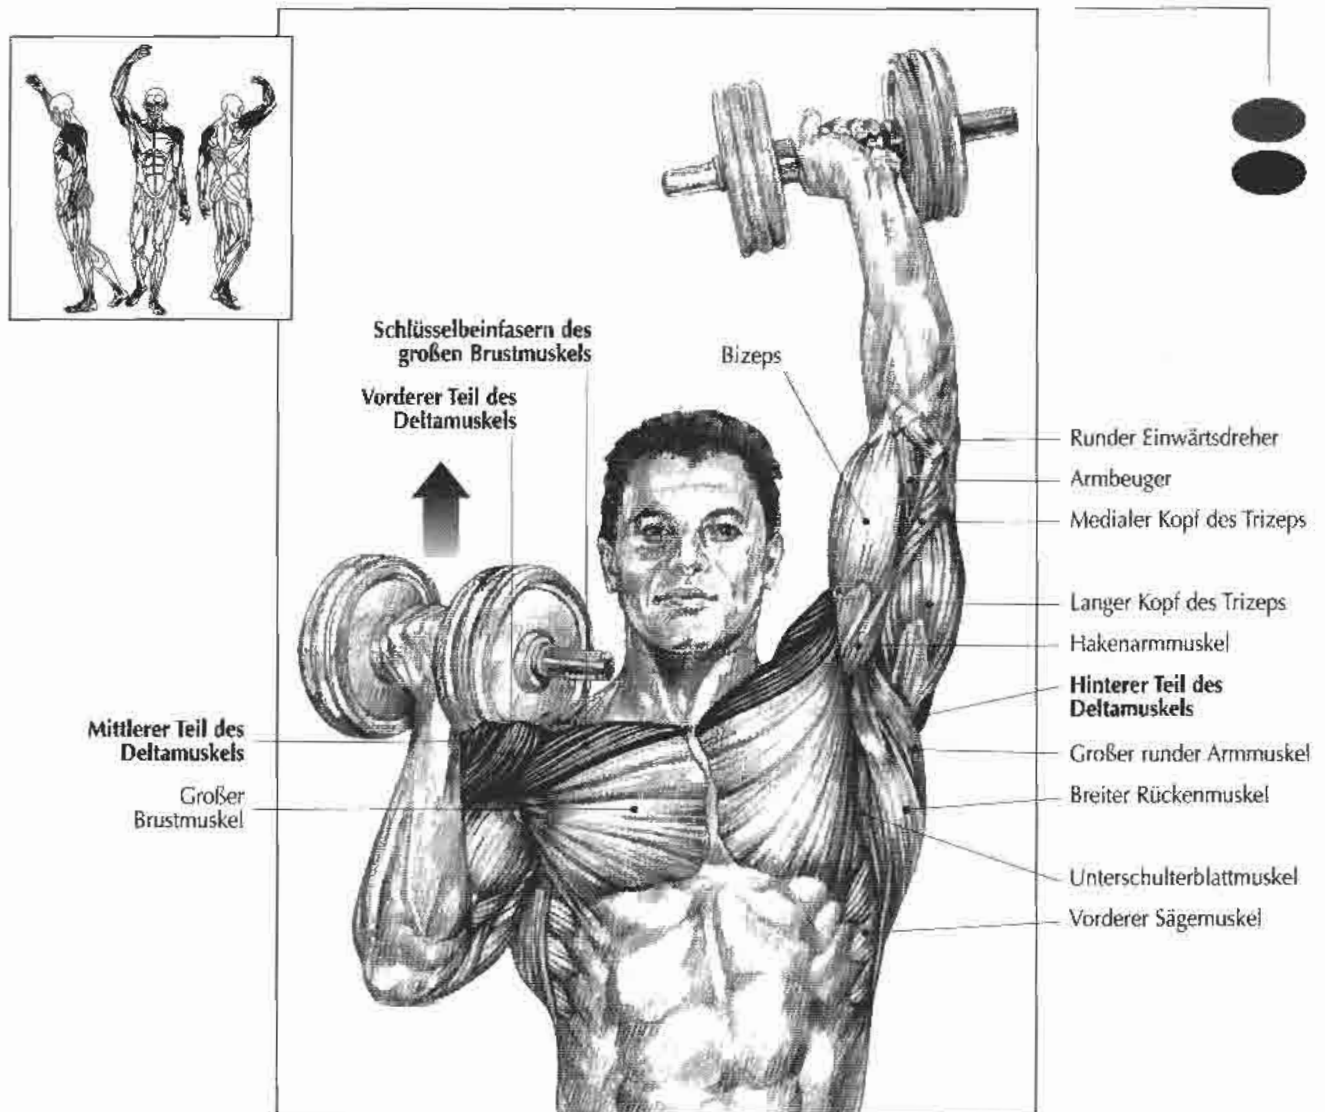 Schlüsselbeinfasern des
großen Brustmuskels
Vorderer Teil des
Deltamuskels
Mittlerer Teil des
Deltamuskels
Großer
Brustmuskel
Bizeps
Runder Einwärtsdreher
Armbeuger
Medialer Kopf des Trizeps
Langer Kopf des Trizeps
Hakenarmmuskel
Hinterer Teil des
Deltamuskels
Großer runder Armmuskel
Breiter Rückenmuskel
Unterschulterblattmuskel
Vorderer Sägemuskel